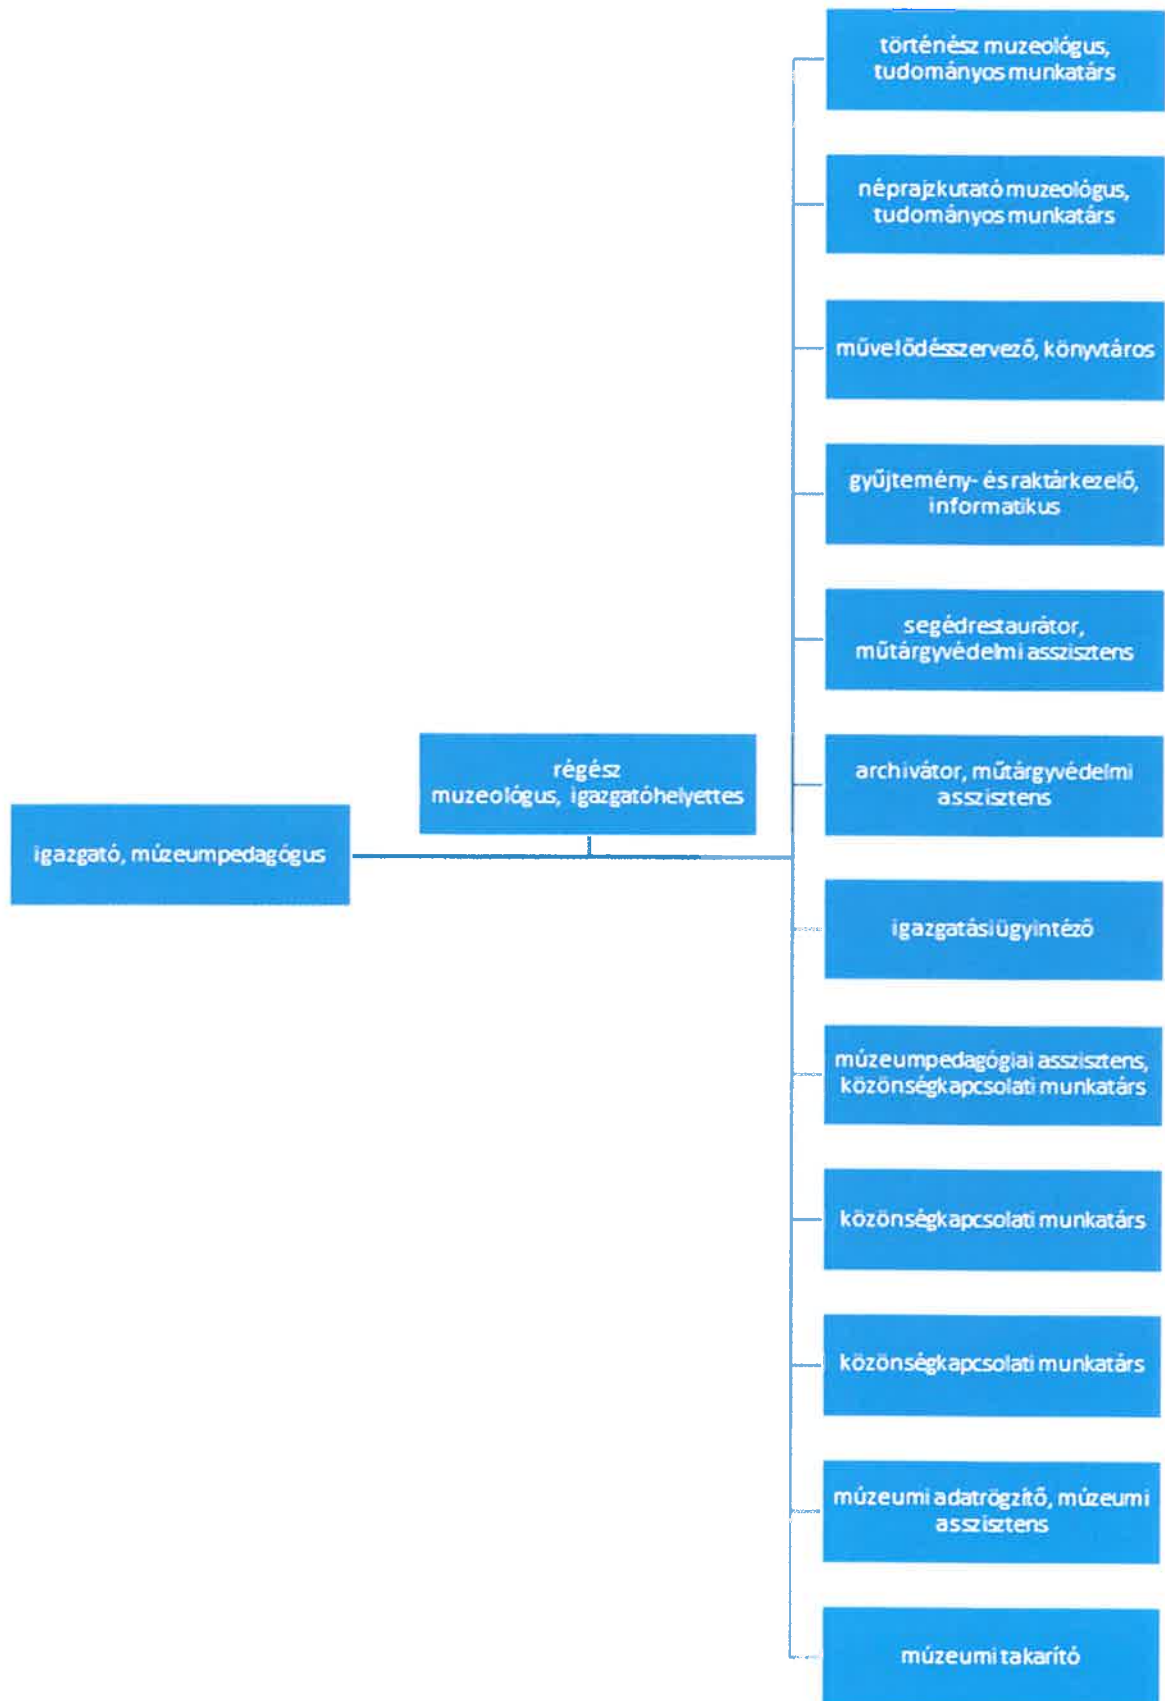 történész muzeológus,
tudományos munkatárs
néprajzkutató muzeológus,
tudományos munkatárs
művelődésszervező, könyvtáros
gyűjtemény- és raktárkezelő,
informatikus
segédrestaurátor,
műtárgyvédelmi asszisztens
régész
muzeológus, igazgatóhelyettes
archivátor, műtárgyvédelmi
asszisztens
igazgató, múzeumpedagógus
igazgatási ügyintéző
múzeumpedagógiai asszisztens,
közönségkapcsolati munkatárs
közönségkapcsolati munkatárs
közönségkapcsolati munkatárs
múzeumi adatrögzítő, múzeumi
asszisztens
múzeumi takarító